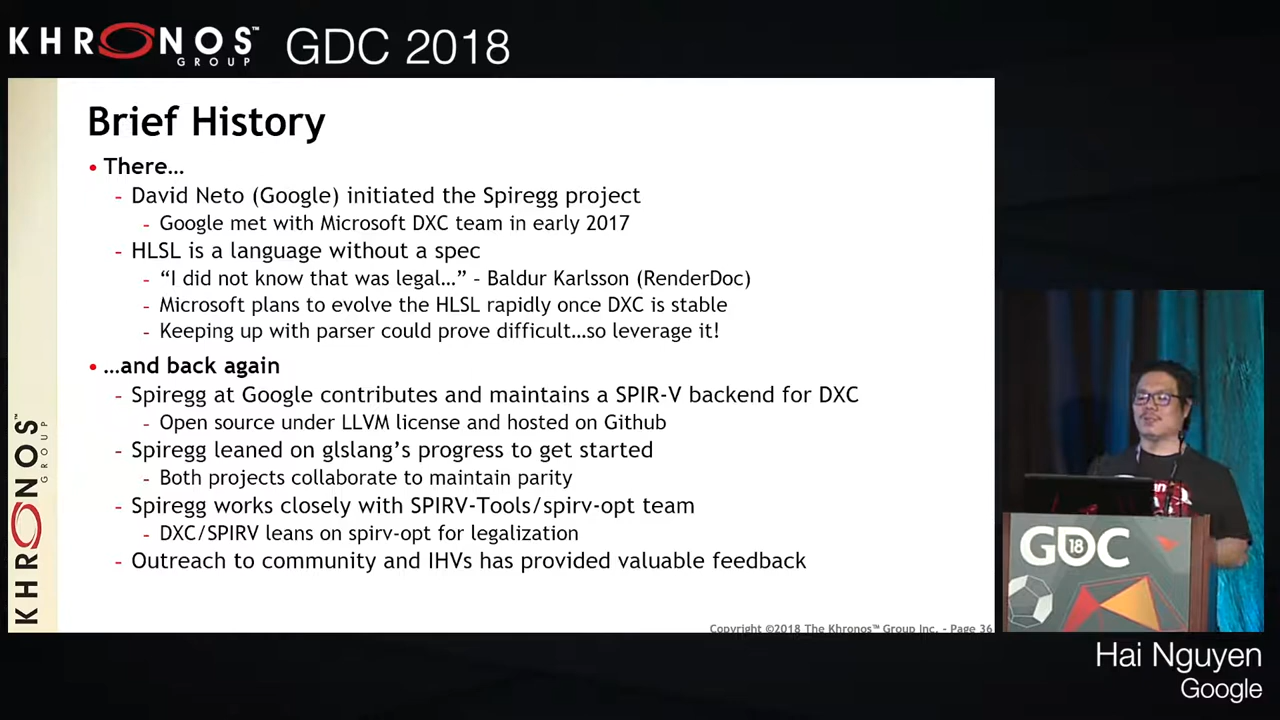 KHRONOS™ GROUP GDC 2018
Brief History
• There…
- David Neto (Google) initiated the Spiregg project
- Google met with Microsoft DXC team in early 2017
- HLSL is a language without a spec
- “I did not know that was legal…” – Baldur Karlsson (RenderDoc)
- Microsoft plans to evolve the HLSL rapidly once DXC is stable
- Keeping up with parser could prove difficult…so leverage it!
• …and back again
- Spiregg at Google contributes and maintains a SPIR-V backend for DXC
- Open source under LLVM license and hosted on Github
- Spiregg leaned on glslang’s progress to get started
- Both projects collaborate to maintain parity
- Spiregg works closely with SPIRV-Tools/spirv-opt team
- DXC/SPIRV leans on spirv-opt for legalization
- Outreach to community and IHVs has provided valuable feedback
KHRONOS™ GROUP
Copyright ©2018 The Khronos™ Group Inc. - Page 36
GDC 18
Hai Nguyen
Google